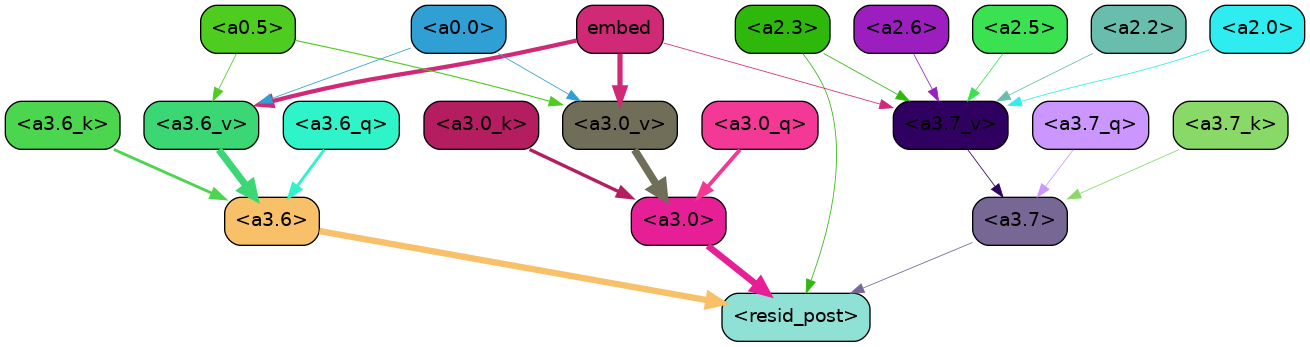 <a0.5> <a0.0> embed <a2.3> <a2.6> <a2.5> <a2.2> <a2.0>
<a3.6_k> <a3.6_v> <a3.6_q> <a3.0_k> <a3.0_v> <a3.0_q> <a3.7_v> <a3.7_q> <a3.7_k>
<a3.6> <a3.0> <a3.7>
<resid_post>